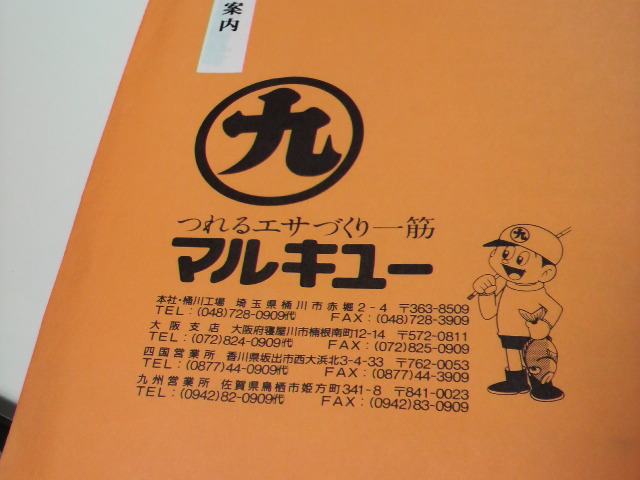 案内
九
つれるエサづくり一筋
マルキユー
九
本社・桶川工場 埼玉県桶川市赤堀2-4 〒363-8509
TEL:(048)728-0909代 FAX:(048)728-3909
大阪支店 大阪府寝屋川市楠根南町12-14 〒572-0811
TEL:(072)824-0909代 FAX:(072)825-0909
四国営業所 香川県坂出市西大浜北3-4-33 〒762-0053
TEL:(0877)44-0909代 FAX:(0877)44-3909
九州営業所 佐賀県鳥栖市姫方町341-8 〒841-0023
TEL:(0942)82-0909代 FAX:(0942)83-0909